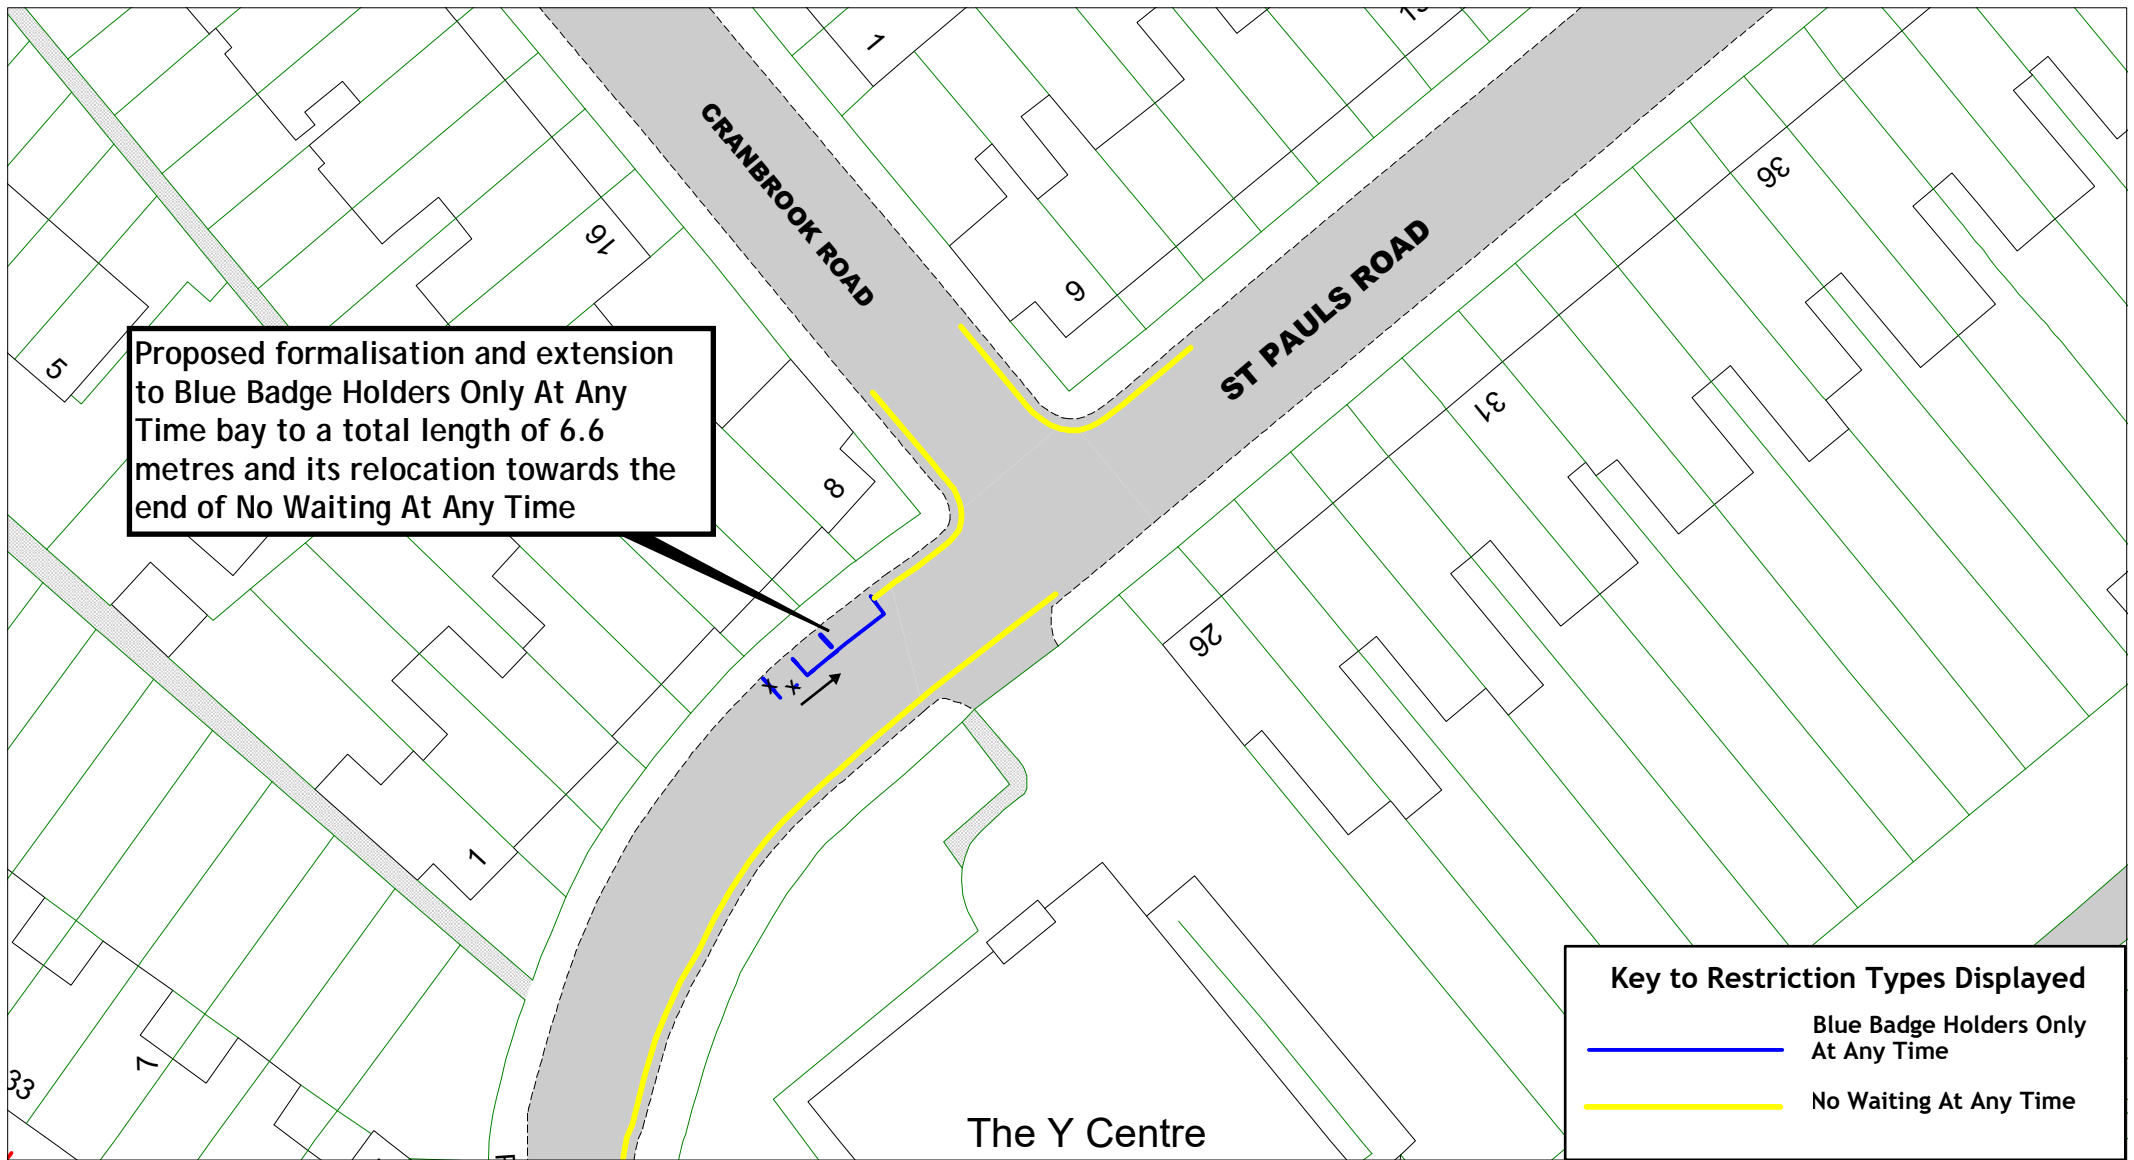 1
CRANBROOK ROAD
16
9
ST PAULS ROAD
36
5
Proposed formalisation and extension
to Blue Badge Holders Only At Any
Time bay to a total length of 6.6
metres and its relocation towards the
end of No Waiting At Any Time
31
8
26
x x
1
7
33
The Y Centre
Key to Restriction Types Displayed
Blue Badge Holders Only
At Any Time
No Waiting At Any Time